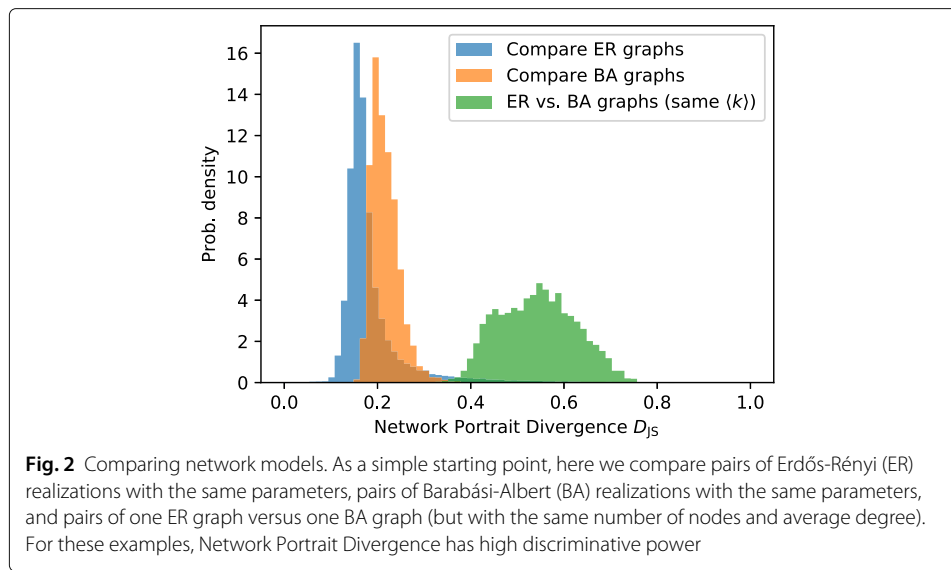 Compare ER graphs
Compare BA graphs
ER vs. BA graphs (same ⟨k⟩)
Prob. density
16
14
12
10
8
6
4
2
0
0.0 0.2 0.4 0.6 0.8 1.0
Network Portrait Divergence D_JS
Fig. 2 Comparing network models. As a simple starting point, here we compare pairs of Erdős-Rényi (ER)
realizations with the same parameters, pairs of Barabási-Albert (BA) realizations with the same parameters,
and pairs of one ER graph versus one BA graph (but with the same number of nodes and average degree).
For these examples, Network Portrait Divergence has high discriminative power